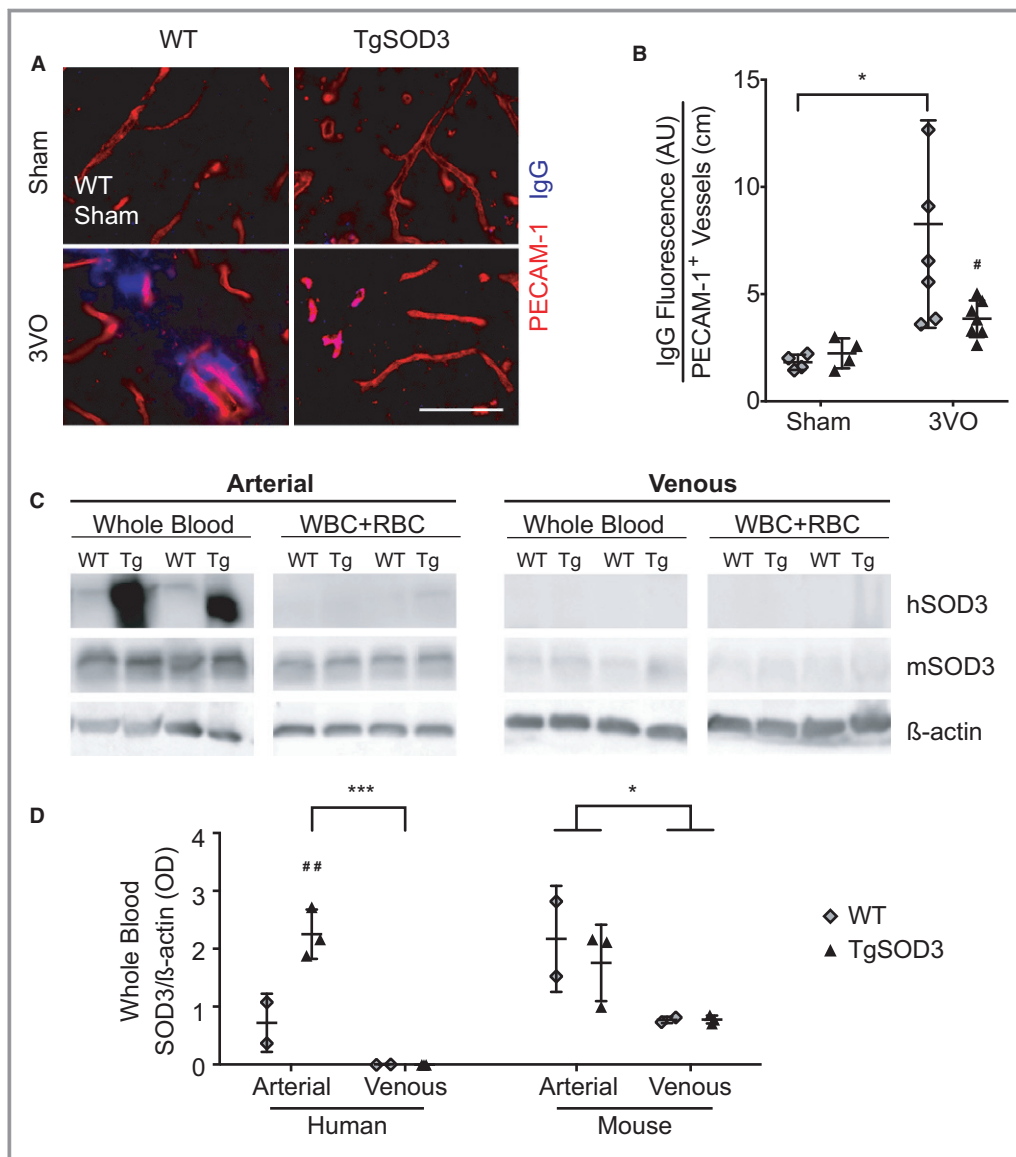 WT TgSOD3
A
Sham
WT
Sham
3VO
PECAM-1 IgG
B
IgG Fluorescence (AU)
PECAM-1+ Vessels (cm)
15
10
5
0
*
#
Sham 3VO
C
Arterial Venous
Whole Blood WBC+RBC Whole Blood WBC+RBC
WT Tg WT Tg WT Tg WT Tg WT Tg WT Tg WT Tg WT Tg
hSOD3
mSOD3
ß-actin
D
Whole Blood
SOD3/ß-actin (OD)
4
3
2
1
0
***
##
*
WT
TgSOD3
Arterial Venous Arterial Venous
Human Mouse